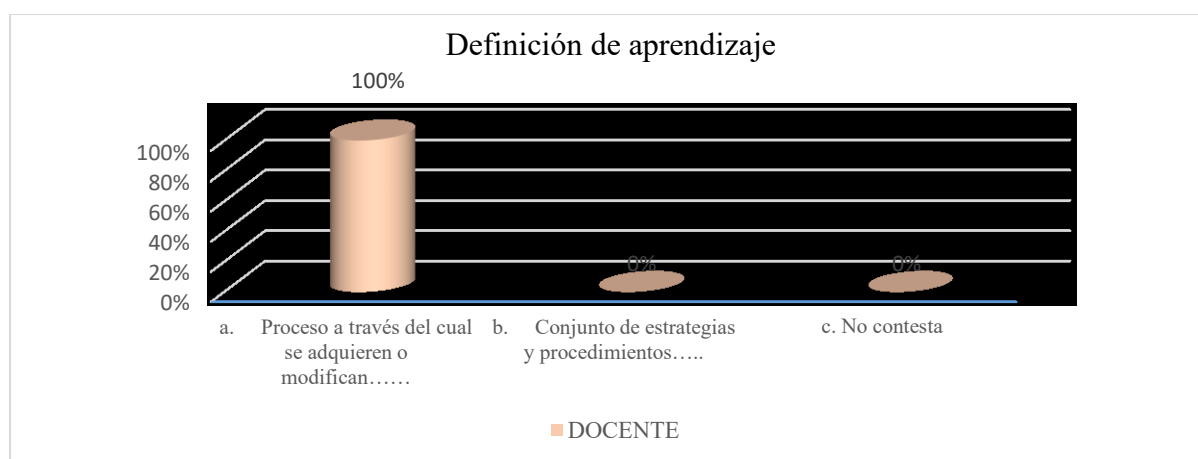 Definición de aprendizaje
100%
100%
80%
60%
40%
20%
0%
0%
0%
a. Proceso a través del cual
se adquieren o
modifican……
b. Conjunto de estrategias
y procedimientos…..
c. No contesta
DOCENTE